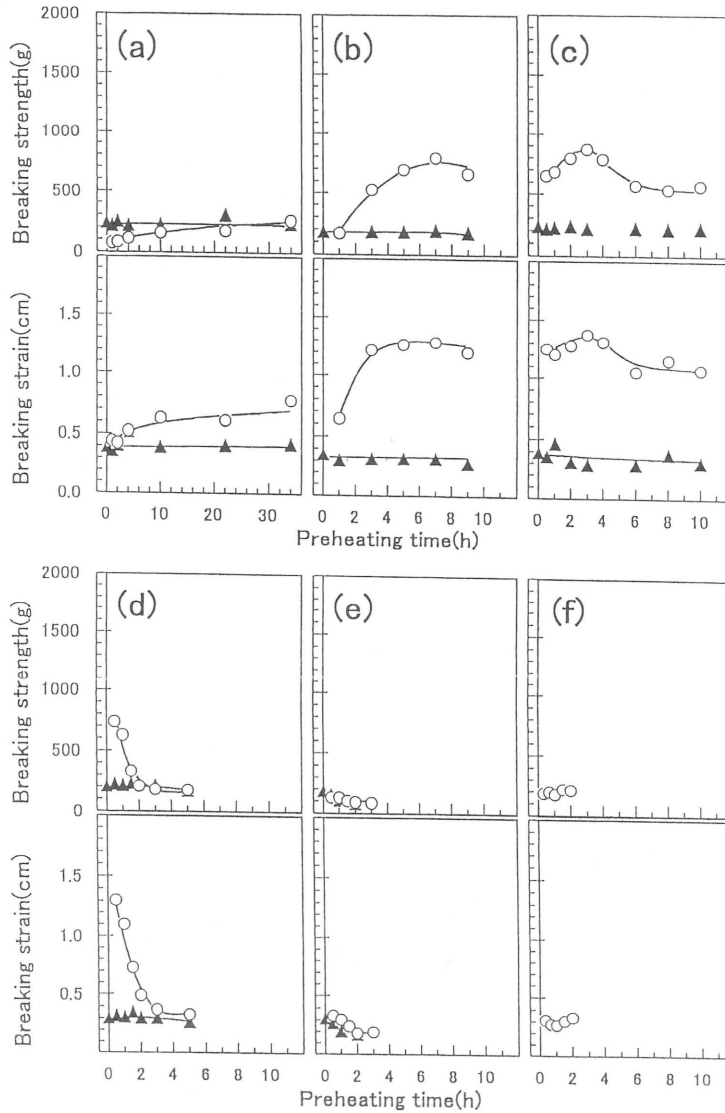 (a) (b) (c)
Breaking strength(g)
2000
1500
1000
500
0
Breaking strain(cm)
1.5
1.0
0.5
0.0
0 10 20 30 0 2 4 6 8 10 0 2 4 6 8 10
Preheating time(h)
(d) (e) (f)
Breaking strength(g)
2000
1500
1000
500
0
Breaking strain(cm)
1.5
1.0
0.5
0 2 4 6 8 10 0 2 4 6 8 10 0 2 4 6 8 10
Preheating time(h)